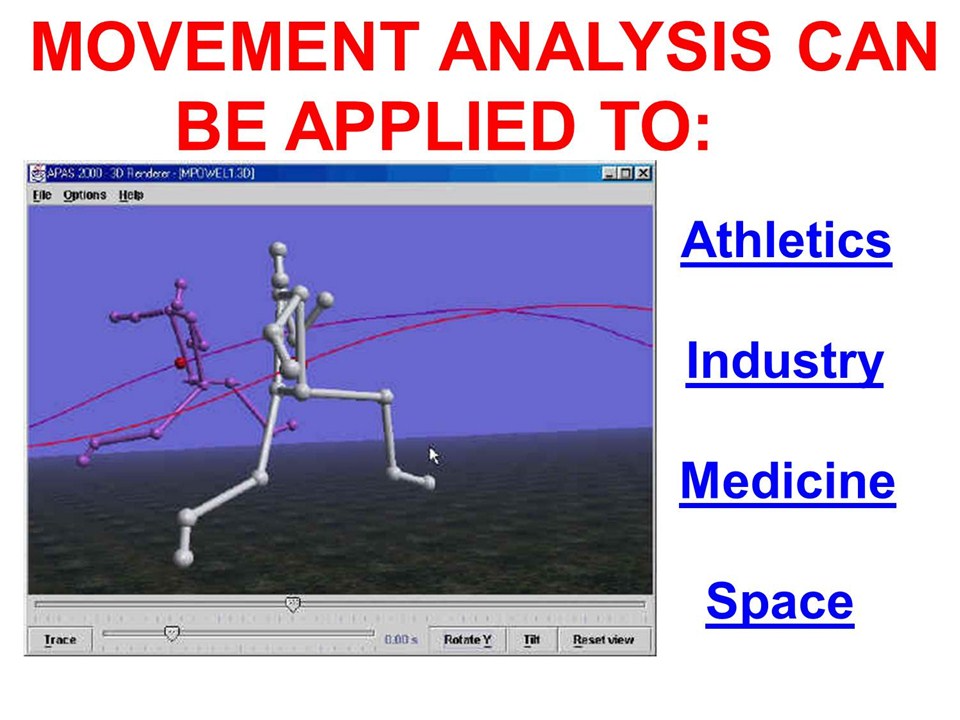 MOVEMENT ANALYSIS CAN
BE APPLIED TO:
APAS 2000 - 3D Renderer - [MPOWEL1.3D]
File Options Help
Athletics
Industry
Medicine
Space
Trace 0.00 s Rotate Y Tilt Reset view